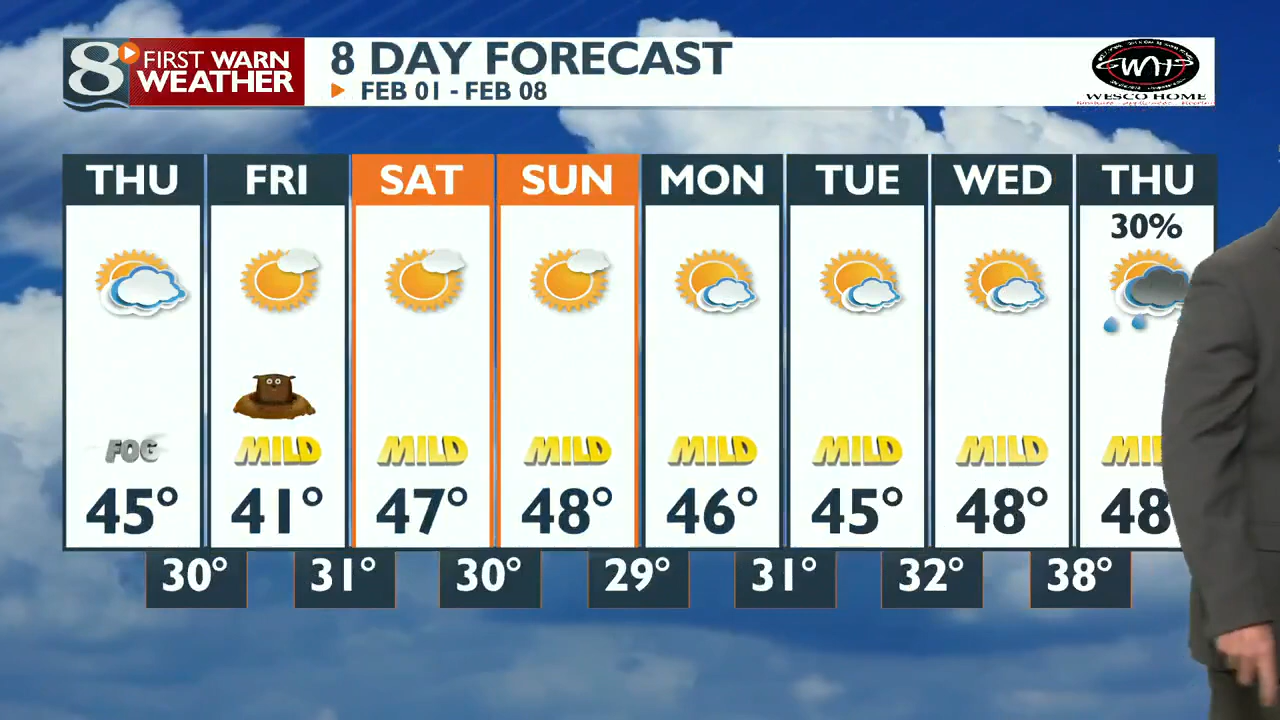 8 FIRST WARN
WEATHER
8 DAY FORECAST
FEB 01 - FEB 08
WESCO HOME
THU FRI SAT SUN MON TUE WED THU
30%
FOG MILD MILD MILD MILD MILD MILD
45° 41° 47° 48° 46° 45° 48° 48
30° 31° 30° 29° 31° 32° 38°